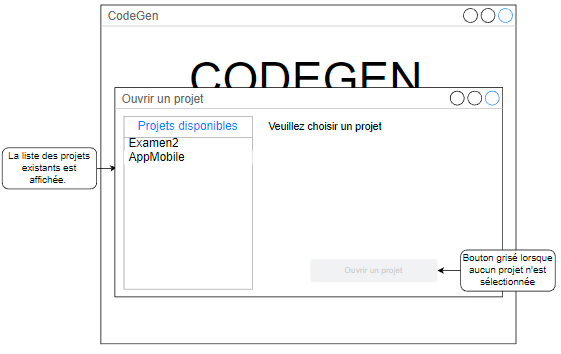 CodeGen
CODEGEN
Ouvrir un projet
Projets disponibles
Veuillez choisir un projet
Examen2
AppMobile
La liste des projets
existants est
affichée.
Ouvrir un projet
Bouton grisé lorsque
aucun projet n'est
sélectionnée